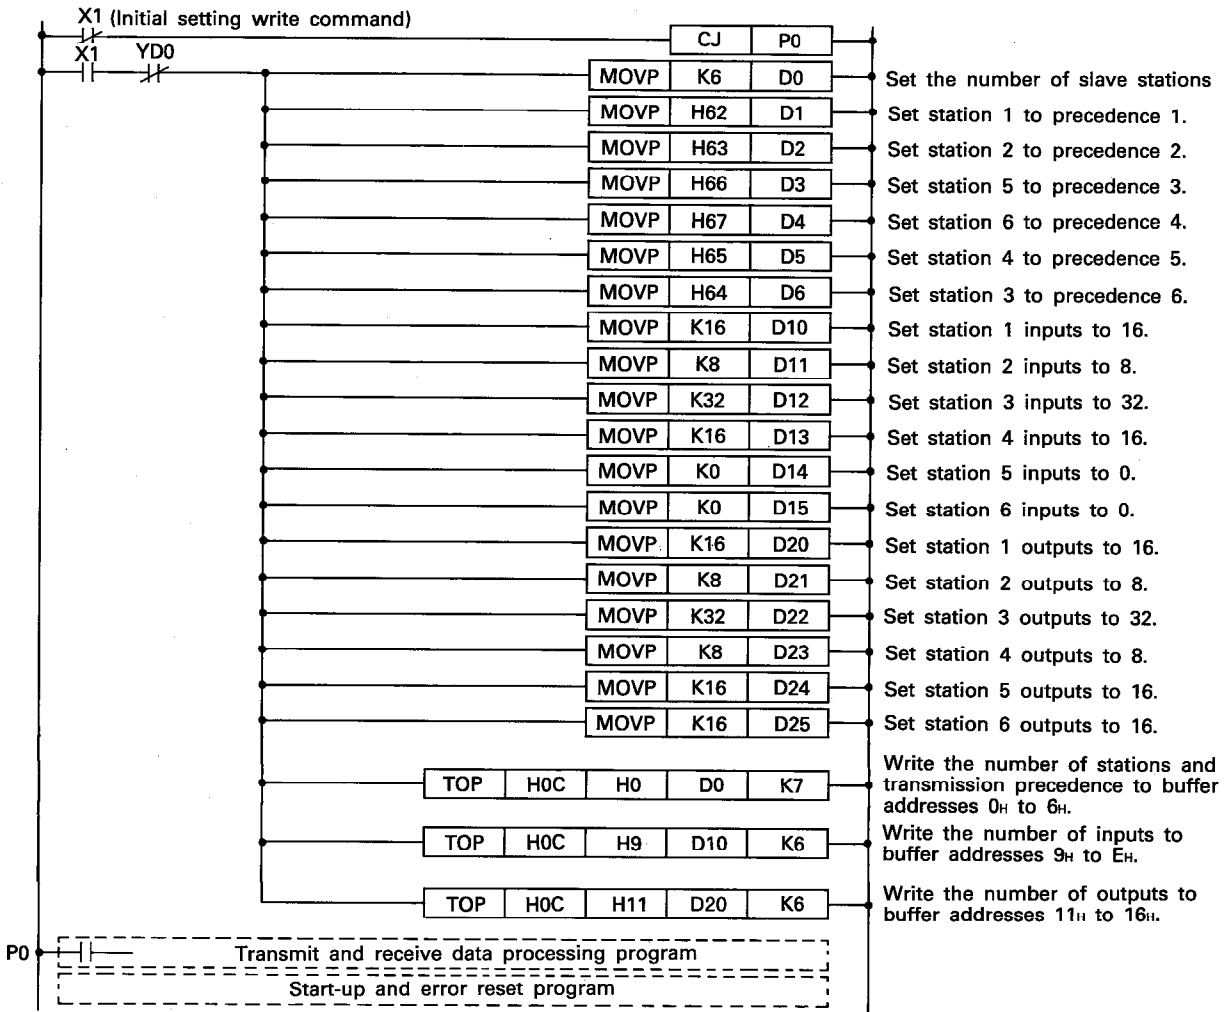 X1 (Initial setting write command)
CJ P0
X1 YD0
MOVP K6 D0 Set the number of slave stations
MOVP H62 D1 Set station 1 to precedence 1.
MOVP H63 D2 Set station 2 to precedence 2.
MOVP H66 D3 Set station 5 to precedence 3.
MOVP H67 D4 Set station 6 to precedence 4.
MOVP H65 D5 Set station 4 to precedence 5.
MOVP H64 D6 Set station 3 to precedence 6.
MOVP K16 D10 Set station 1 inputs to 16.
MOVP K8 D11 Set station 2 inputs to 8.
MOVP K32 D12 Set station 3 inputs to 32.
MOVP K16 D13 Set station 4 inputs to 16.
MOVP K0 D14 Set station 5 inputs to 0.
MOVP K0 D15 Set station 6 inputs to 0.
MOVP K16 D20 Set station 1 outputs to 16.
MOVP K8 D21 Set station 2 outputs to 8.
MOVP K32 D22 Set station 3 outputs to 32.
MOVP K8 D23 Set station 4 outputs to 8.
MOVP K16 D24 Set station 5 outputs to 16.
MOVP K16 D25 Set station 6 outputs to 16.
TOP H0C H0 D0 K7
Write the number of stations and
transmission precedence to buffer
addresses 0H to 6H.
TOP H0C H9 D10 K6
Write the number of inputs to
buffer addresses 9H to EH.
TOP H0C H11 D20 K6
Write the number of outputs to
buffer addresses 11H to 16H.
P0 Transmit and receive data processing program
Start-up and error reset program